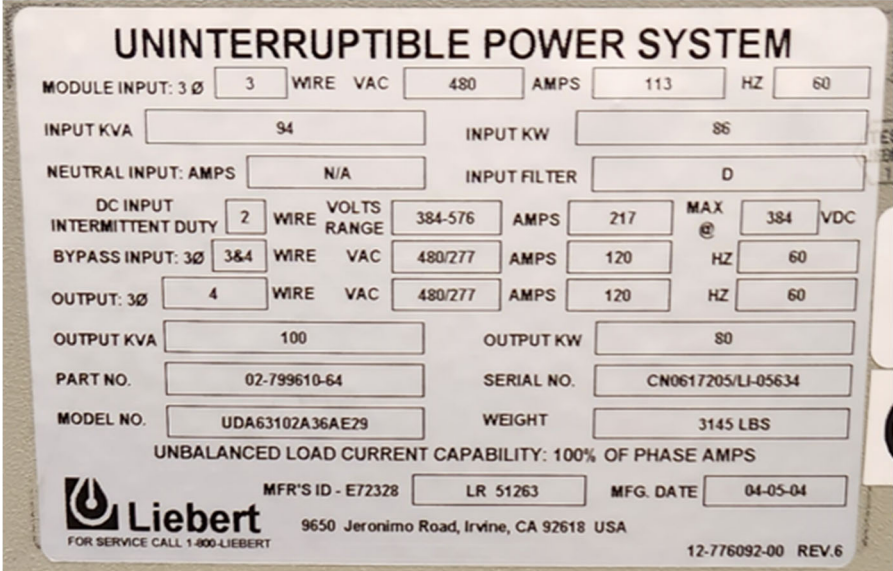 UNINTERRUPTIBLE POWER SYSTEM
MODULE INPUT: 3Ø 3 WIRE VAC 480 AMPS 113 HZ 60
INPUT KVA 94 INPUT KW 86
NEUTRAL INPUT: AMPS N/A INPUT FILTER D
DC INPUT INTERMITTENT DUTY 2 WIRE VOLTS RANGE 384-576 AMPS 217 MAX @ 384 VDC
BYPASS INPUT: 3Ø 3&4 WIRE VAC 480/277 AMPS 120 HZ 60
OUTPUT: 3Ø 4 WIRE VAC 480/277 AMPS 120 HZ 60
OUTPUT KVA 100 OUTPUT KW 80
PART NO. 02-799610-64 SERIAL NO. CN0617205/LI-05634
MODEL NO. UDA63102A36AE29 WEIGHT 3145 LBS
UNBALANCED LOAD CURRENT CAPABILITY: 100% OF PHASE AMPS
MFR'S ID - E72328 LR 51263 MFG. DATE 04-05-04
Liebert 9650 Jeronimo Road, Irvine, CA 92618 USA
FOR SERVICE CALL 1-800-LIEBERT
12-776092-00 REV.6